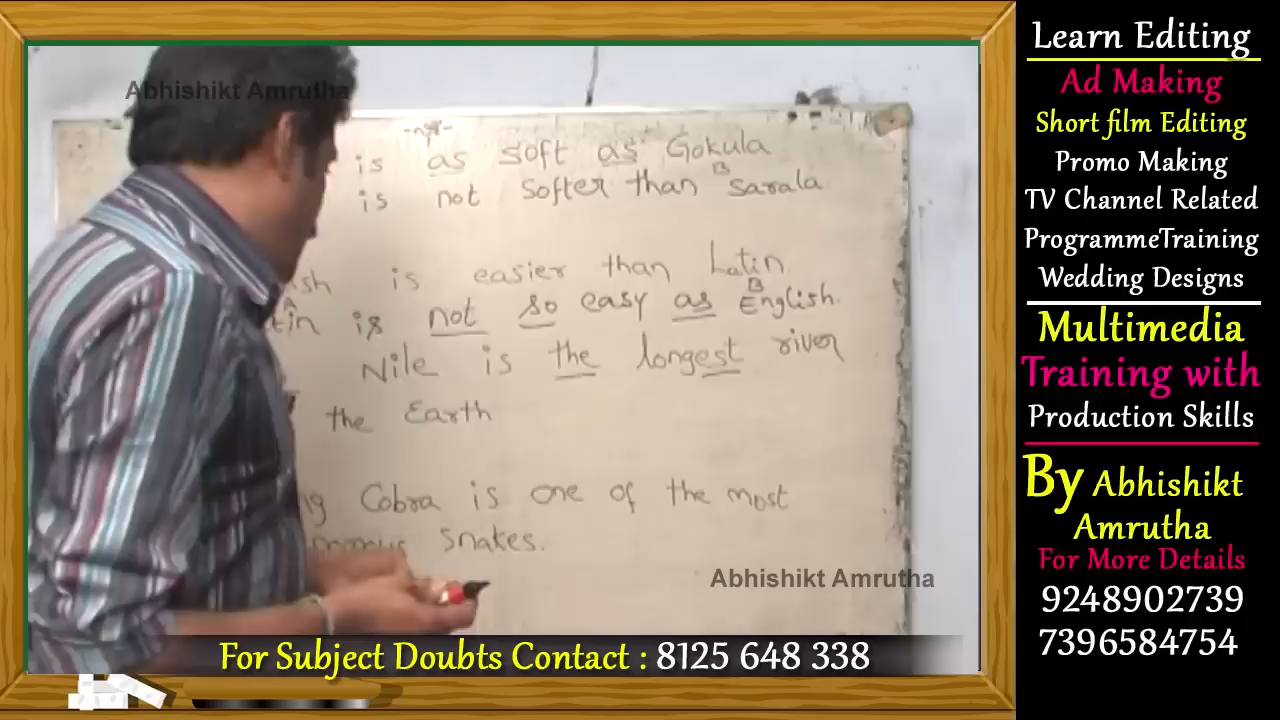 Abhishikt Amrutha
is as soft as Gokula
B
is not softer than Sarala
ish is easier than Latin
A B
tin is not so easy as English.
Nile is the longest river
the Earth
ng Cobra is one of the most
snakes.
Abhishikt Amrutha
For Subject Doubts Contact : 8125 648 338
Learn Editing
Ad Making
Short film Editing
Promo Making
TV Channel Related
ProgrammeTraining
Wedding Designs
Multimedia
Training with
Production Skills
By Abhishikt
Amrutha
For More Details
9248902739
7396584754